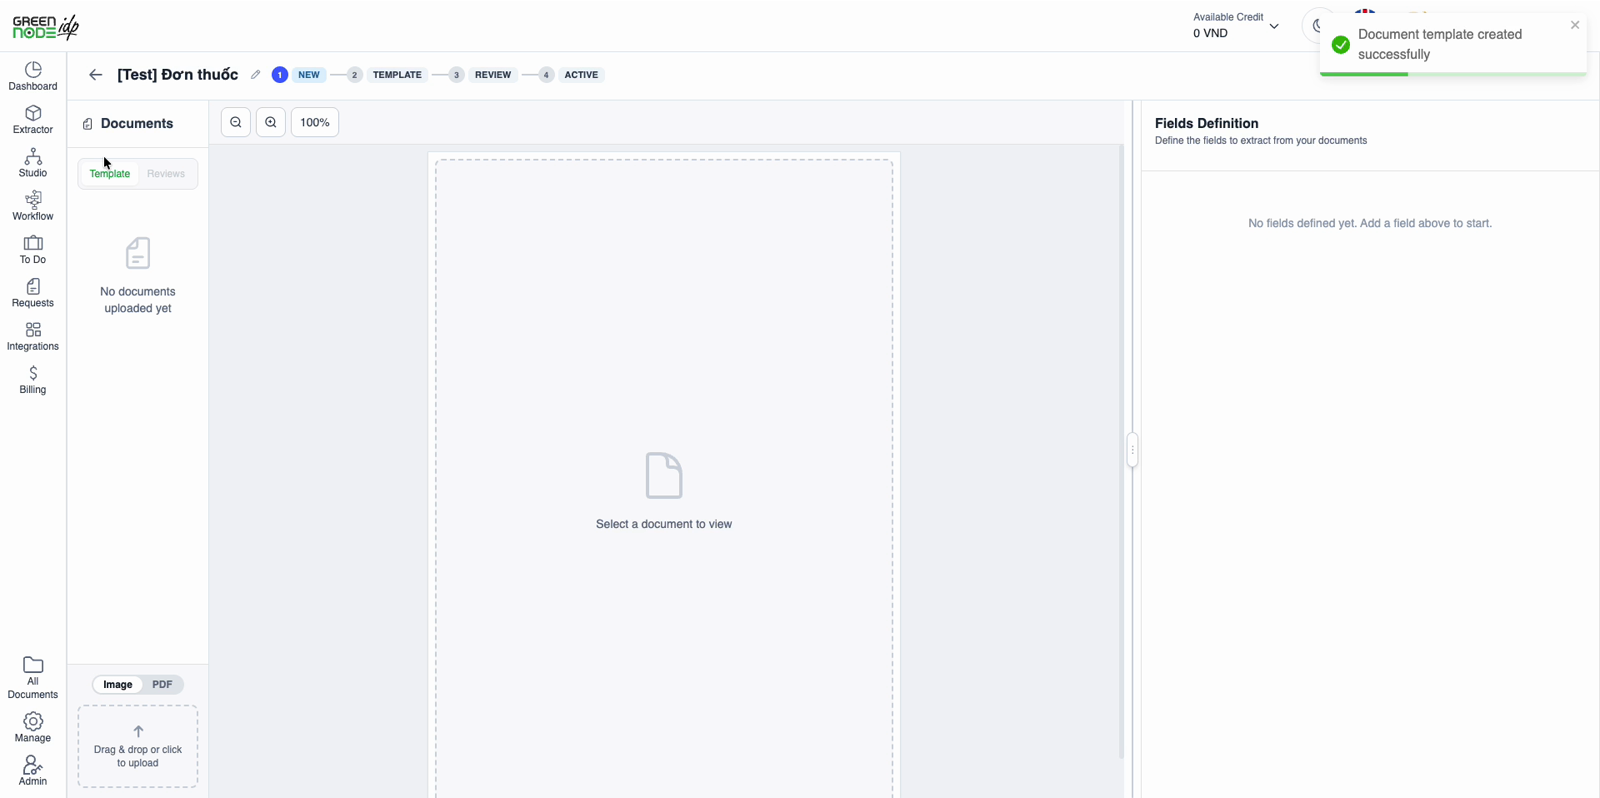 GREEN
NODE idp
Available Credit
0 VND
Document template created
successfully
Dashboard
Extractor
Studio
Workflow
To Do
Requests
Integrations
Billing
All
Documents
Manage
Admin
[Test] Đơn thuốc
1 NEW 2 TEMPLATE 3 REVIEW 4 ACTIVE
Documents
Template Reviews
No documents
uploaded yet
Image PDF
Drag & drop or click
to upload
100%
Select a document to view
Fields Definition
Define the fields to extract from your documents
No fields defined yet. Add a field above to start.